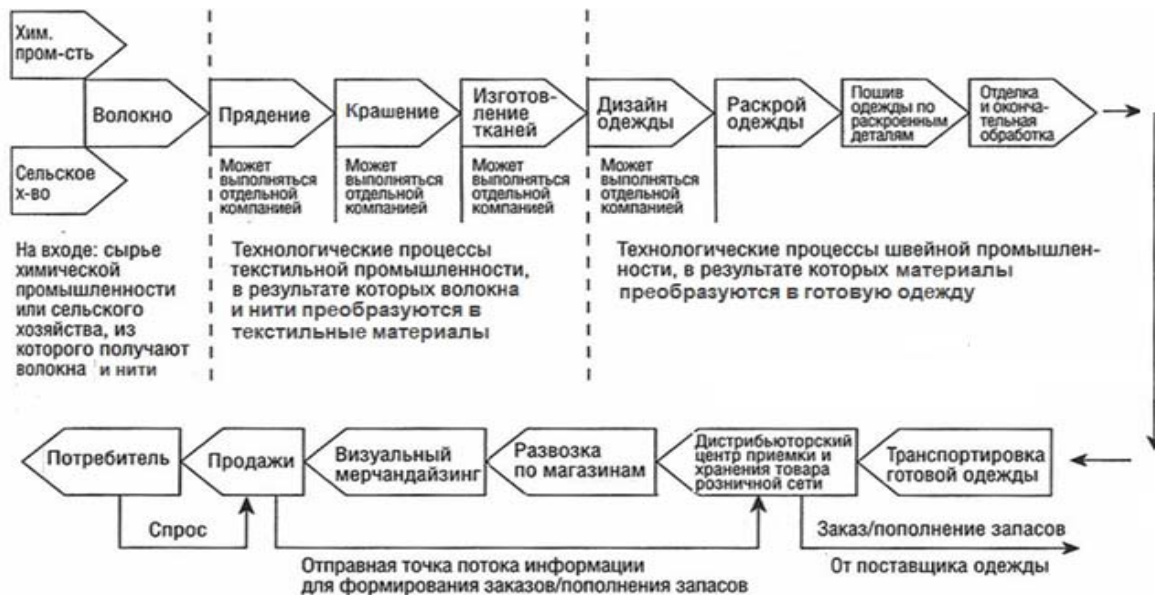 Хим.
пром-сть
Волокно
Сельское
х-во
Прядение
Крашение
Изготов-
ление
тканей
Дизайн
одежды
Раскрой
одежды
Пошив
одежды по
раскроенным
деталям
Отделка
и оконча-
тельная
обработка
Может
выполняться
отдельной
компанией
Может
выполняться
отдельной
компанией
Может
выполняться
отдельной
компанией
Может
выполняться
отдельной
компанией
На входе: сырье
химической
промышленности
или сельского
хозяйства, из
которого получают
волокна и нити
Технологические процессы
текстильной промышленности,
в результате которых волокна
и нити преобразуются в
текстильные материалы
Технологические процессы швейной промышлен-
ности, в результате которых материалы
преобразуются в готовую одежду
Потребитель
Продажи
Визуальный
мерчандайзинг
Развозка
по магазинам
Дистрибьюторский
центр приемки и
хранения товара
розничной сети
Транспортировка
готовой одежды
Спрос
Отправная точка потока информации
для формирования заказов/пополнения запасов
Заказ/пополнение запасов
От поставщика одежды